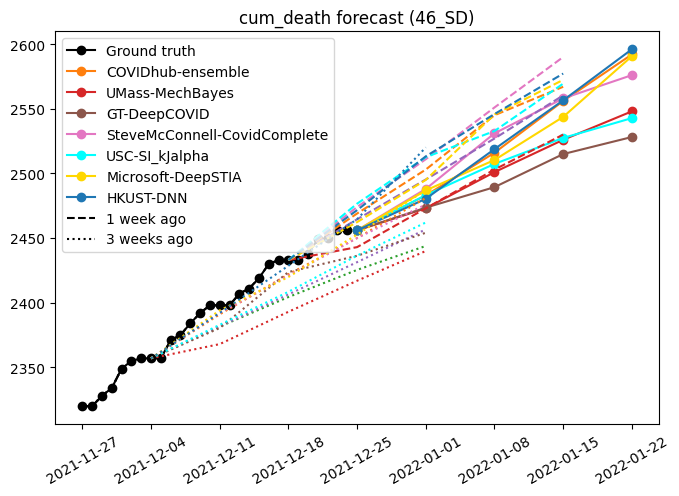 cum_death forecast (46_SD)
2600
2550
2500
2450
2400
2350
Ground truth
COVIDhub-ensemble
UMass-MechBayes
GT-DeepCOVID
SteveMcConnell-CovidComplete
USC-SI_kJalpha
Microsoft-DeepSTIA
HKUST-DNN
1 week ago
3 weeks ago
2021-11-27
2021-12-04
2021-12-11
2021-12-18
2021-12-25
2022-01-01
2022-01-08
2022-01-15
2022-01-22